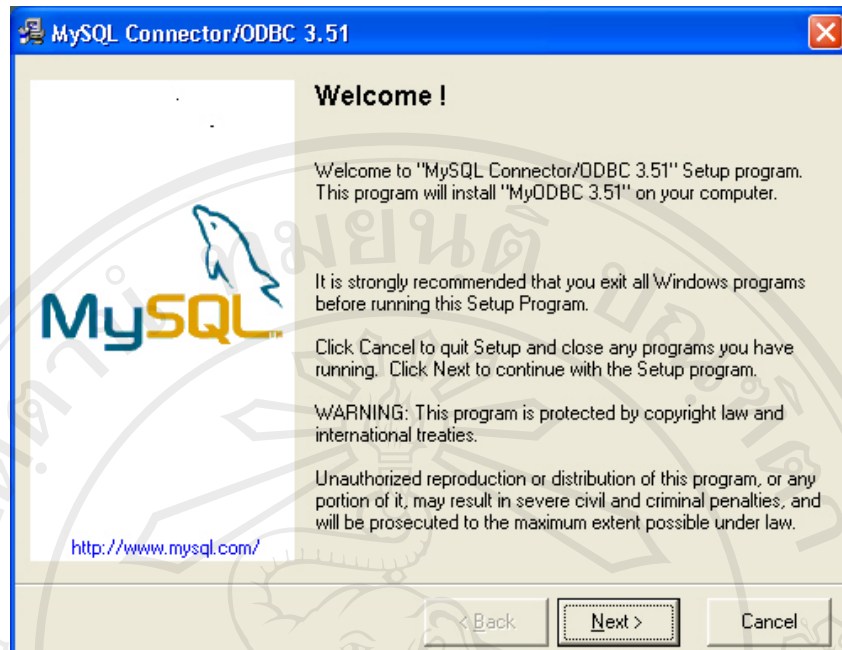 MySQL Connector/ODBC 3.51
Welcome !
Welcome to "MySQL Connector/ODBC 3.51" Setup program.
This program will install "MyODBC 3.51" on your computer.
It is strongly recommended that you exit all Windows programs
before running this Setup Program.
Click Cancel to quit Setup and close any programs you have
running. Click Next to continue with the Setup program.
WARNING: This program is protected by copyright law and
international treaties.
Unauthorized reproduction or distribution of this program, or any
portion of it, may result in severe civil and criminal penalties, and
will be prosecuted to the maximum extent possible under law.
MySQL
http://www.mysql.com/
< Back
Next >
Cancel